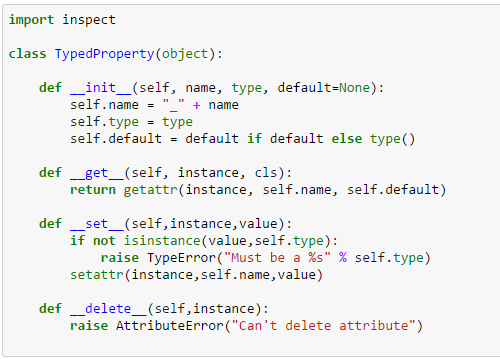 import inspect
class TypedProperty(object):
    def __init__(self, name, type, default=None):
        self.name = "_" + name
        self.type = type
        self.default = default if default else type()
    def __get__(self, instance, cls):
        return getattr(instance, self.name, self.default)
    def __set__(self,instance,value):
        if not isinstance(value,self.type):
            raise TypeError("Must be a %s" % self.type)
        setattr(instance,self.name,value)
    def __delete__(self,instance):
        raise AttributeError("Can't delete attribute")